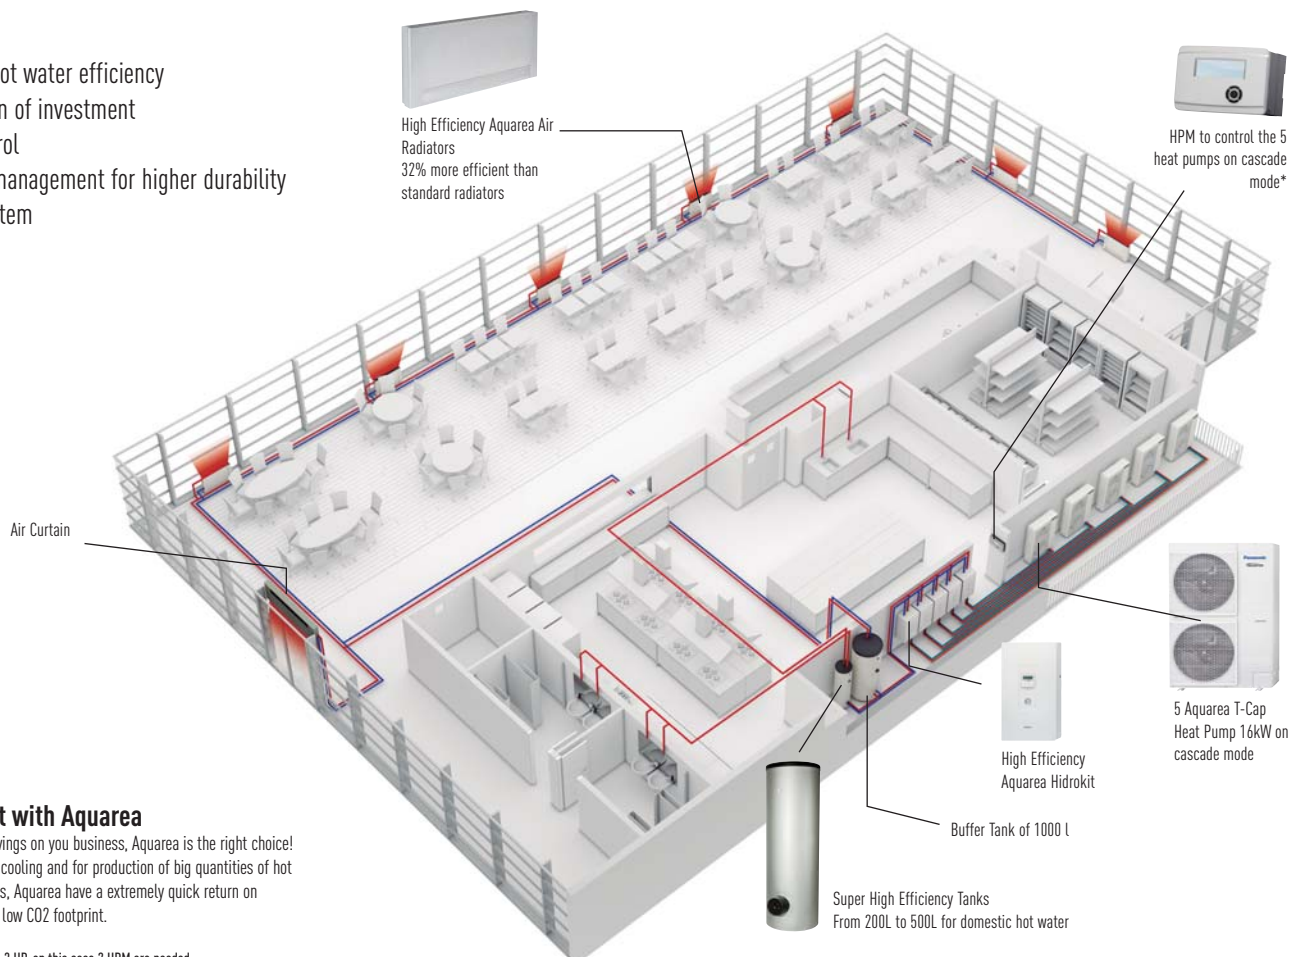 ot water efficiency
n of investment
rol
management for higher durability
tem
High Efficiency Aquarea Air
Radiators
32% more efficient than
standard radiators
HPM to control the 5
heat pumps on cascade
mode*
Air Curtain
Panasonic
5 Aquarea T-Cap
Heat Pump 16kW on
cascade mode
High Efficiency
Aquarea Hidrokit
Buffer Tank of 1000 l
Super High Efficiency Tanks
From 200L to 500L for domestic hot water
t with Aquarea
vings on you business, Aquarea is the right choice!
cooling and for production of big quantities of hot
s, Aquarea have a extremely quick return on
low CO2 footprint.